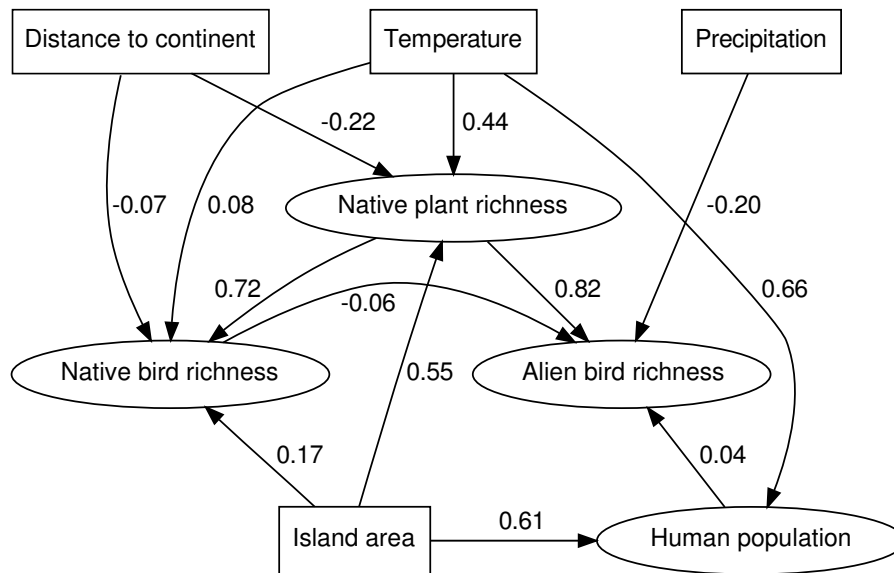 Distance to continent
Temperature
Precipitation
-0.22
0.44
-0.07
0.08
Native plant richness
-0.20
0.72
-0.06
0.82
0.66
Native bird richness
Alien bird richness
0.55
0.17
0.04
Island area
0.61
Human population